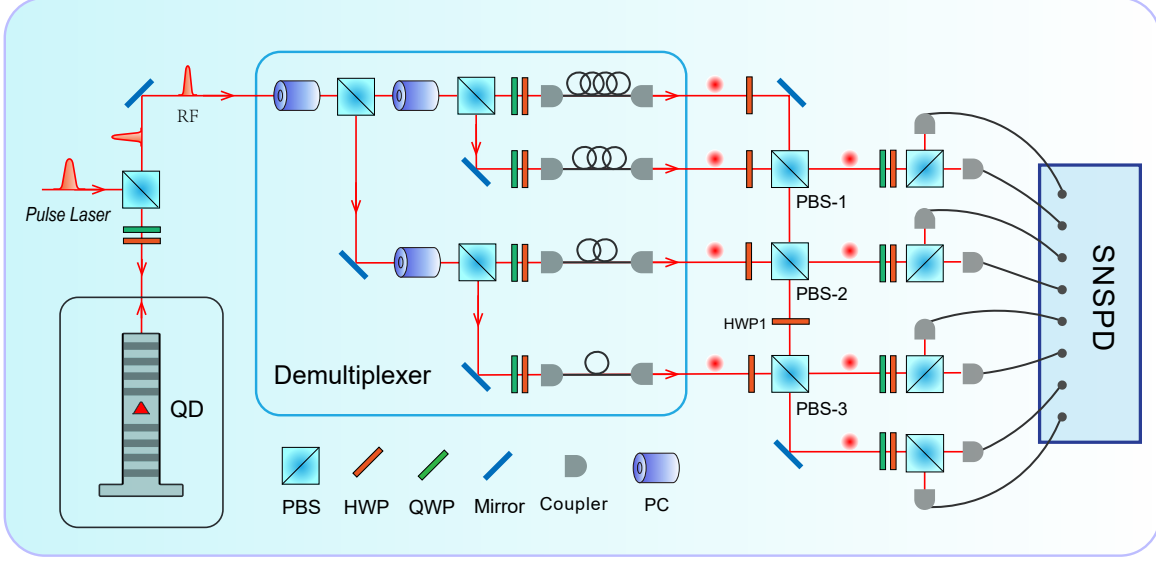 RF
Pulse Laser
PBS-1
PBS-2
HWP1
PBS-3
SNSPD
Demultiplexer
QD
PBS
HWP
QWP
Mirror
Coupler
PC